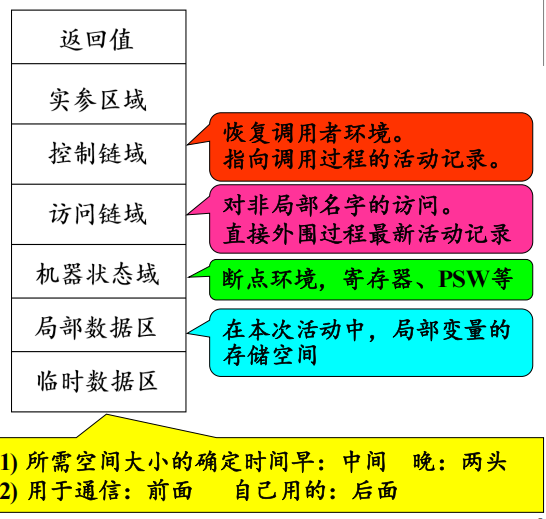 返回值
实参区域
控制链域
恢复调用者环境。
指向调用过程的活动记录。
访问链域
对非局部名字的访问。
直接外围过程最新活动记录
机器状态域
断点环境，寄存器、PSW等
局部数据区
在本次活动中，局部变量的
存储空间
临时数据区
1) 所需空间大小的确定时间早：中间 晚：两头
2) 用于通信：前面 自己用的：后面